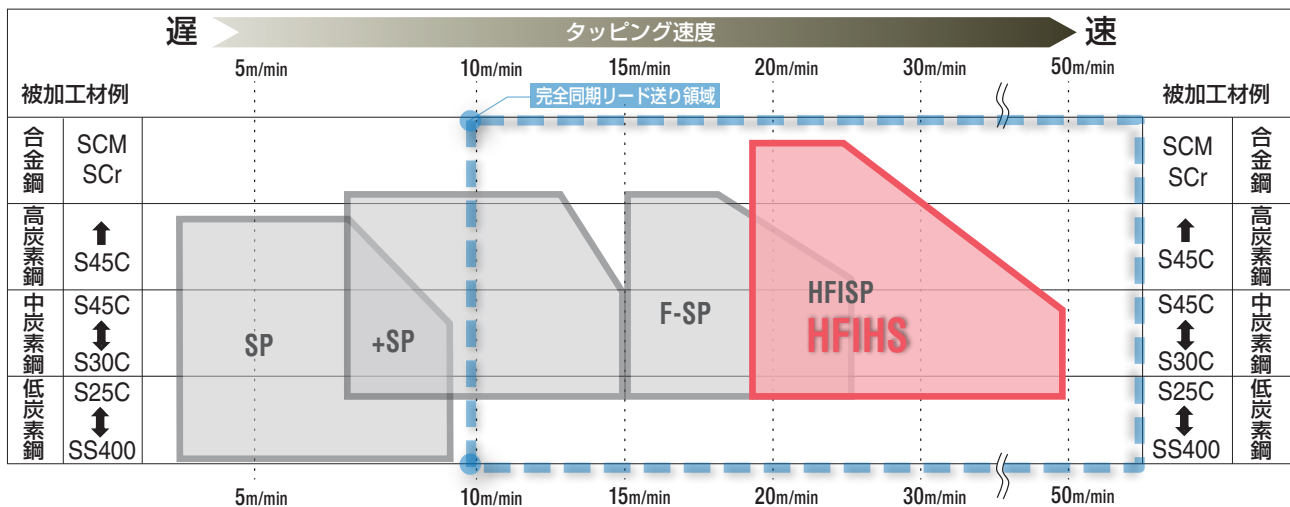 遅 タッピング速度 速
5m/min 10m/min 15m/min 20m/min 30m/min 50m/min
被加工材例 完全同期リード送り領域 被加工材例
合金鋼 SCM SCr SCM SCr 合金鋼
高炭素鋼 ⬆ S45C ⬆ S45C 高炭素鋼
中炭素鋼 S45C ⬍ S30C S45C ⬍ S30C 中炭素鋼
低炭素鋼 S25C ⬍ SS400 S25C ⬍ SS400 低炭素鋼
SP
+SP
F-SP
HFISP
HFIHS
5m/min 10m/min 15m/min 20m/min 30m/min 50m/min